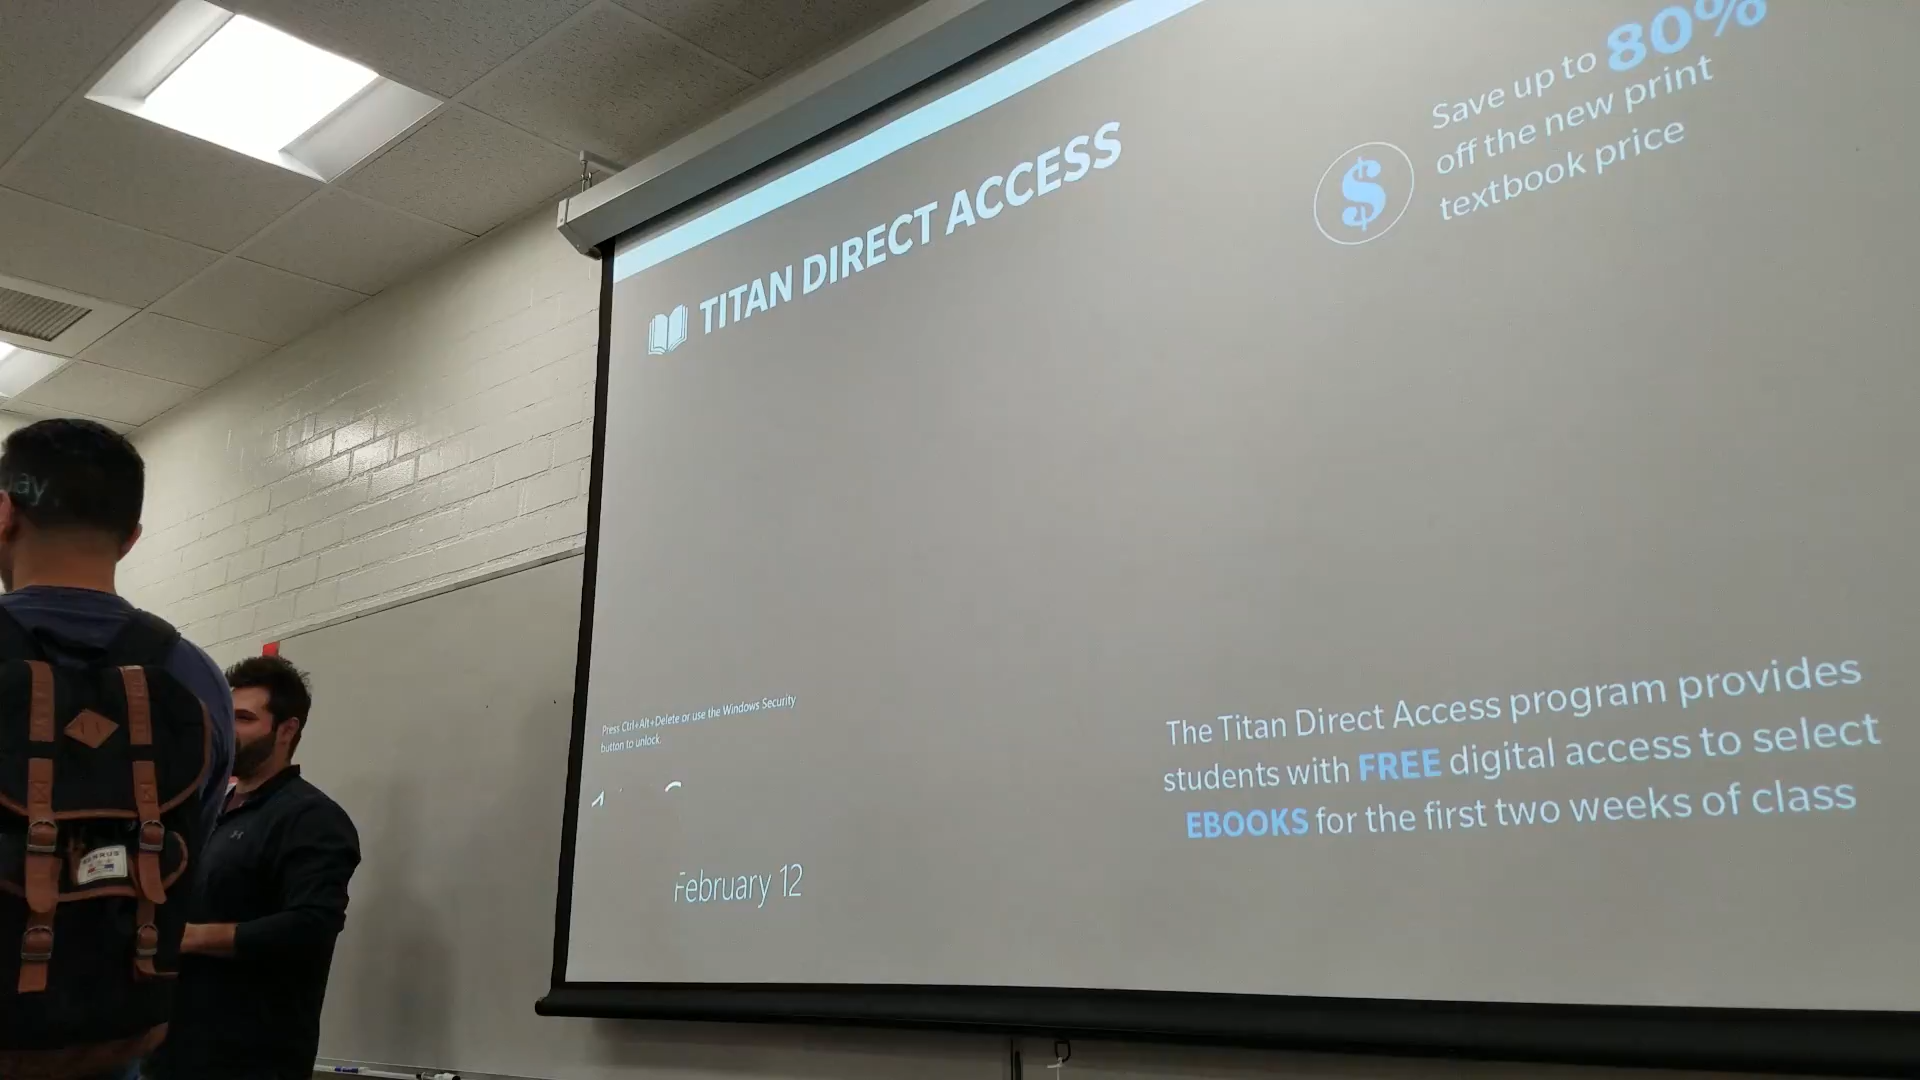 TITAN DIRECT ACCESS
Save up to 80%
off the new print
textbook price
Press Ctrl+Alt+Delete or use the Windows Security
button to unlock.
February 12
The Titan Direct Access program provides
students with FREE digital access to select
EBOOKS for the first two weeks of class